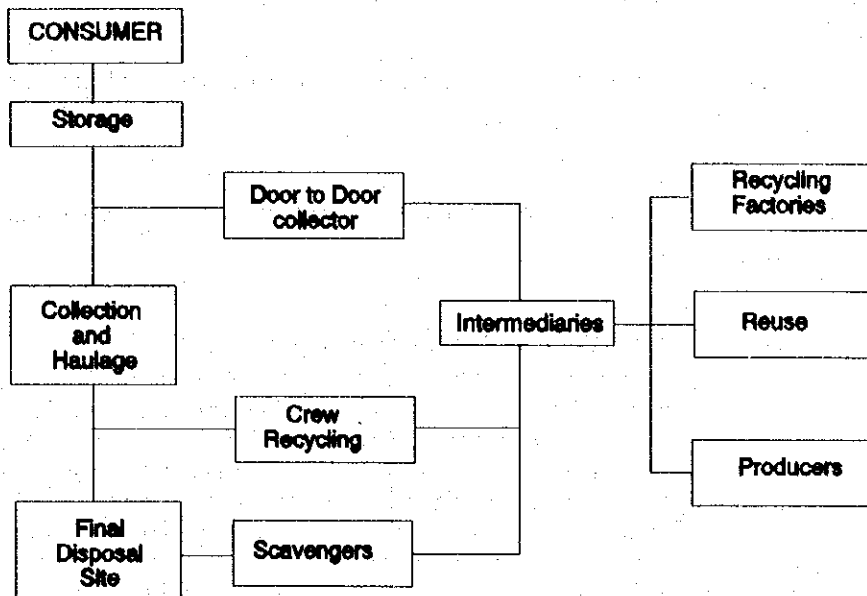 CONSUMER
Storage
Door to Door
collector
Recycling
Factories
Collection
and
Haulage
Intermediaries
Reuse
Crew
Recycling
Producers
Final
Disposal
Site
Scavengers